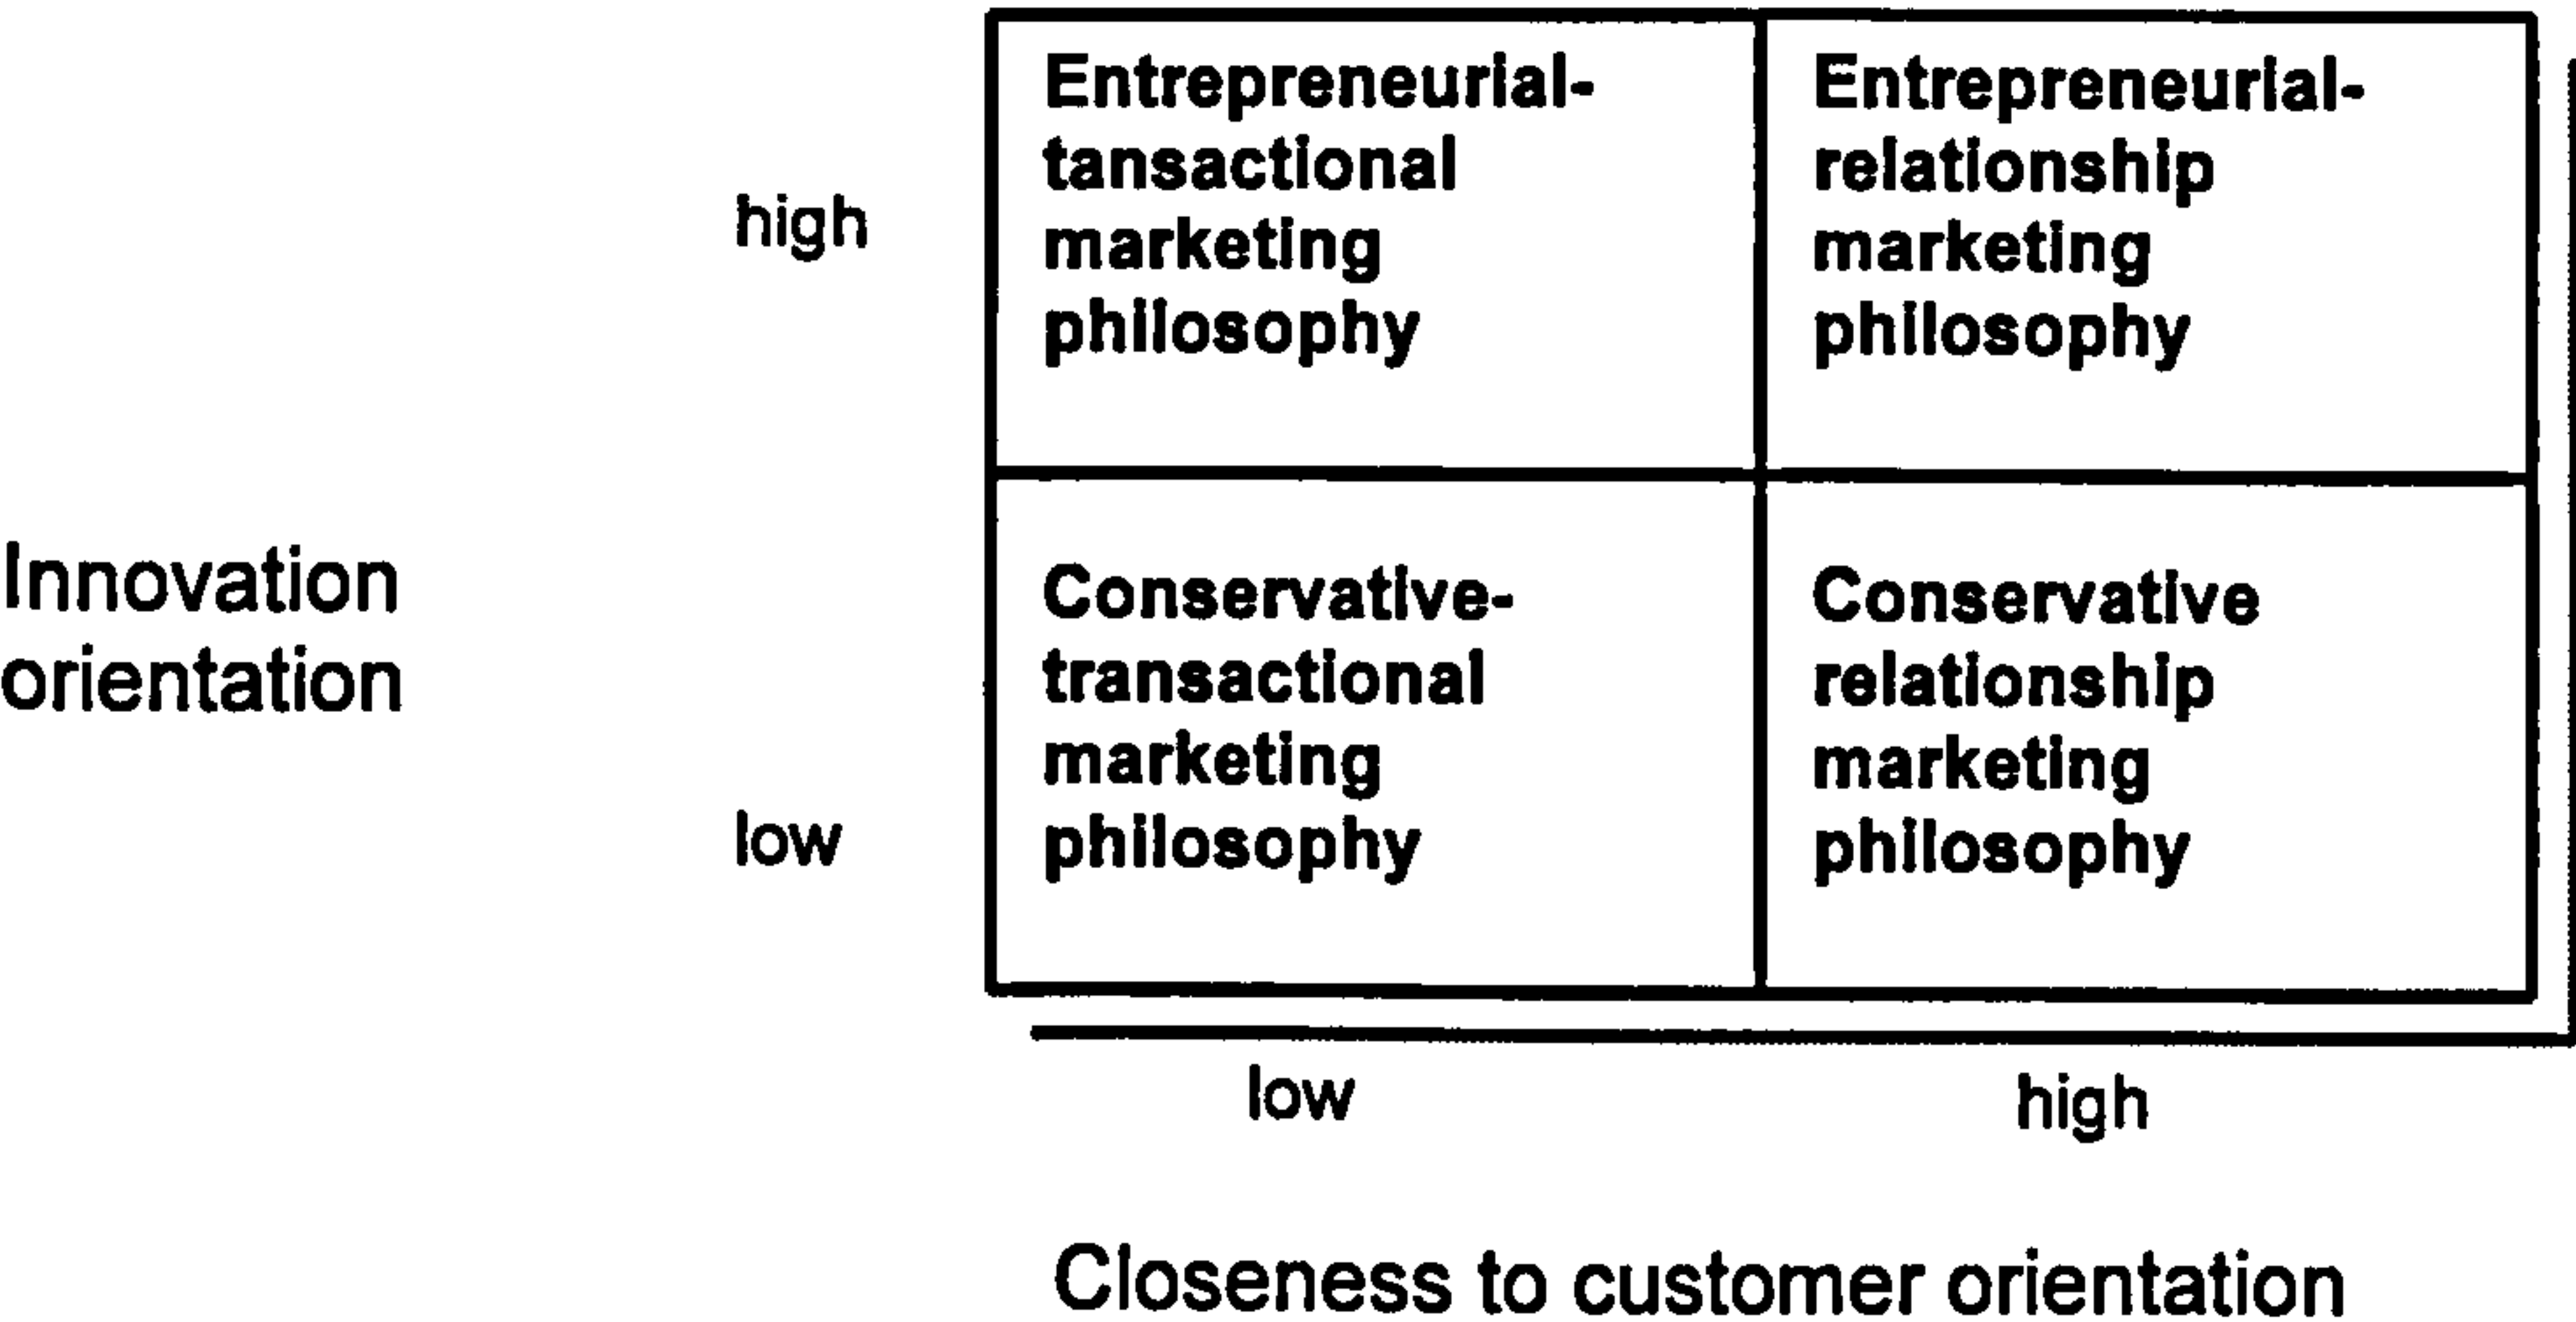 Entrepreneurial-
tansactional
marketing
philosophy
Entrepreneurial-
relationship
marketing
philosophy
high
Innovation
orientation
Conservative-
transactional
marketing
philosophy
Conservative
relationship
marketing
philosophy
low
low
high
Closeness to customer orientation